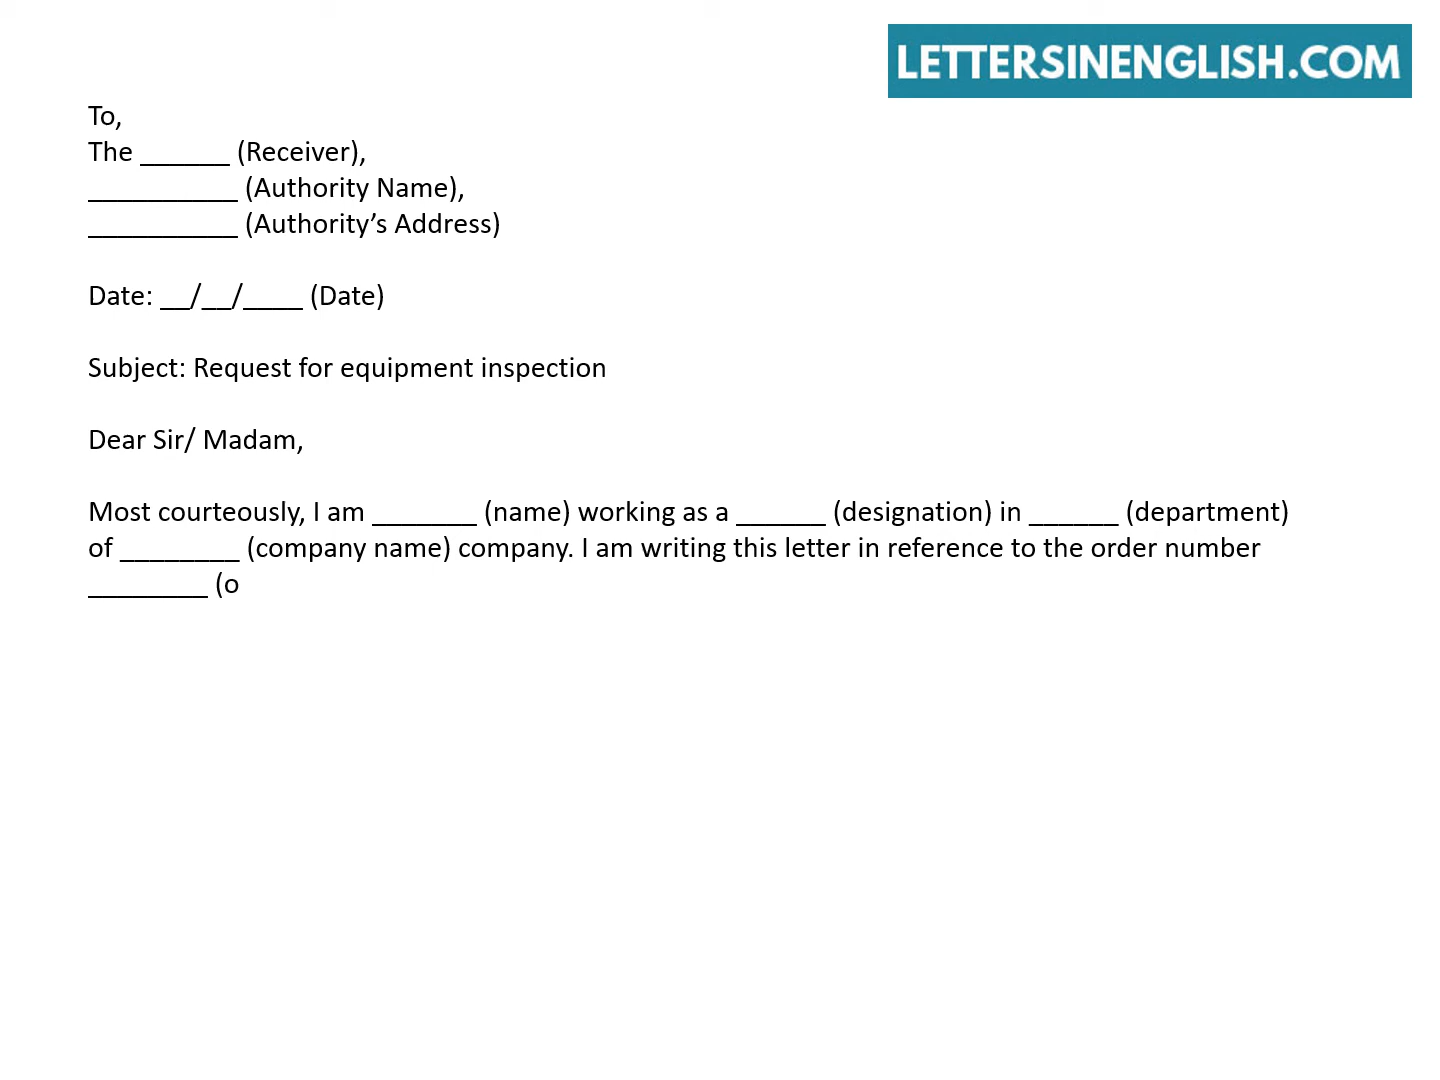 LETTERSINENGLISH.COM
To,
The ______ (Receiver),
__________ (Authority Name),
__________ (Authority’s Address)
Date: __/__/____ (Date)
Subject: Request for equipment inspection
Dear Sir/ Madam,
Most courteously, I am _______ (name) working as a ______ (designation) in ______ (department)
of ________ (company name) company. I am writing this letter in reference to the order number
________ (o